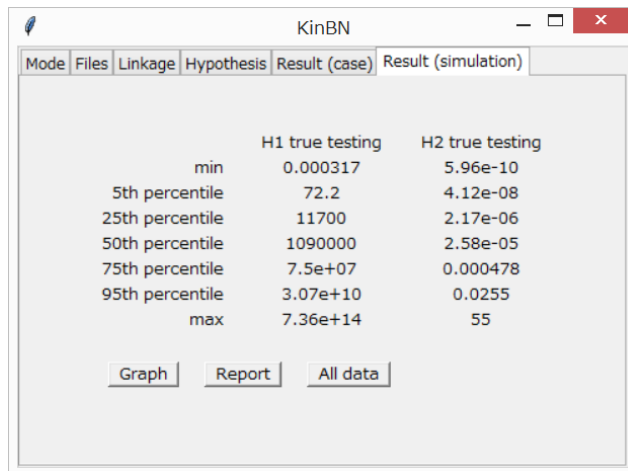 KinBN
Mode Files Linkage Hypothesis Result (case) Result (simulation)
H1 true testing H2 true testing
min 0.000317 5.96e-10
5th percentile 72.2 4.12e-08
25th percentile 11700 2.17e-06
50th percentile 1090000 2.58e-05
75th percentile 7.5e+07 0.000478
95th percentile 3.07e+10 0.0255
max 7.36e+14 55
Graph Report All data